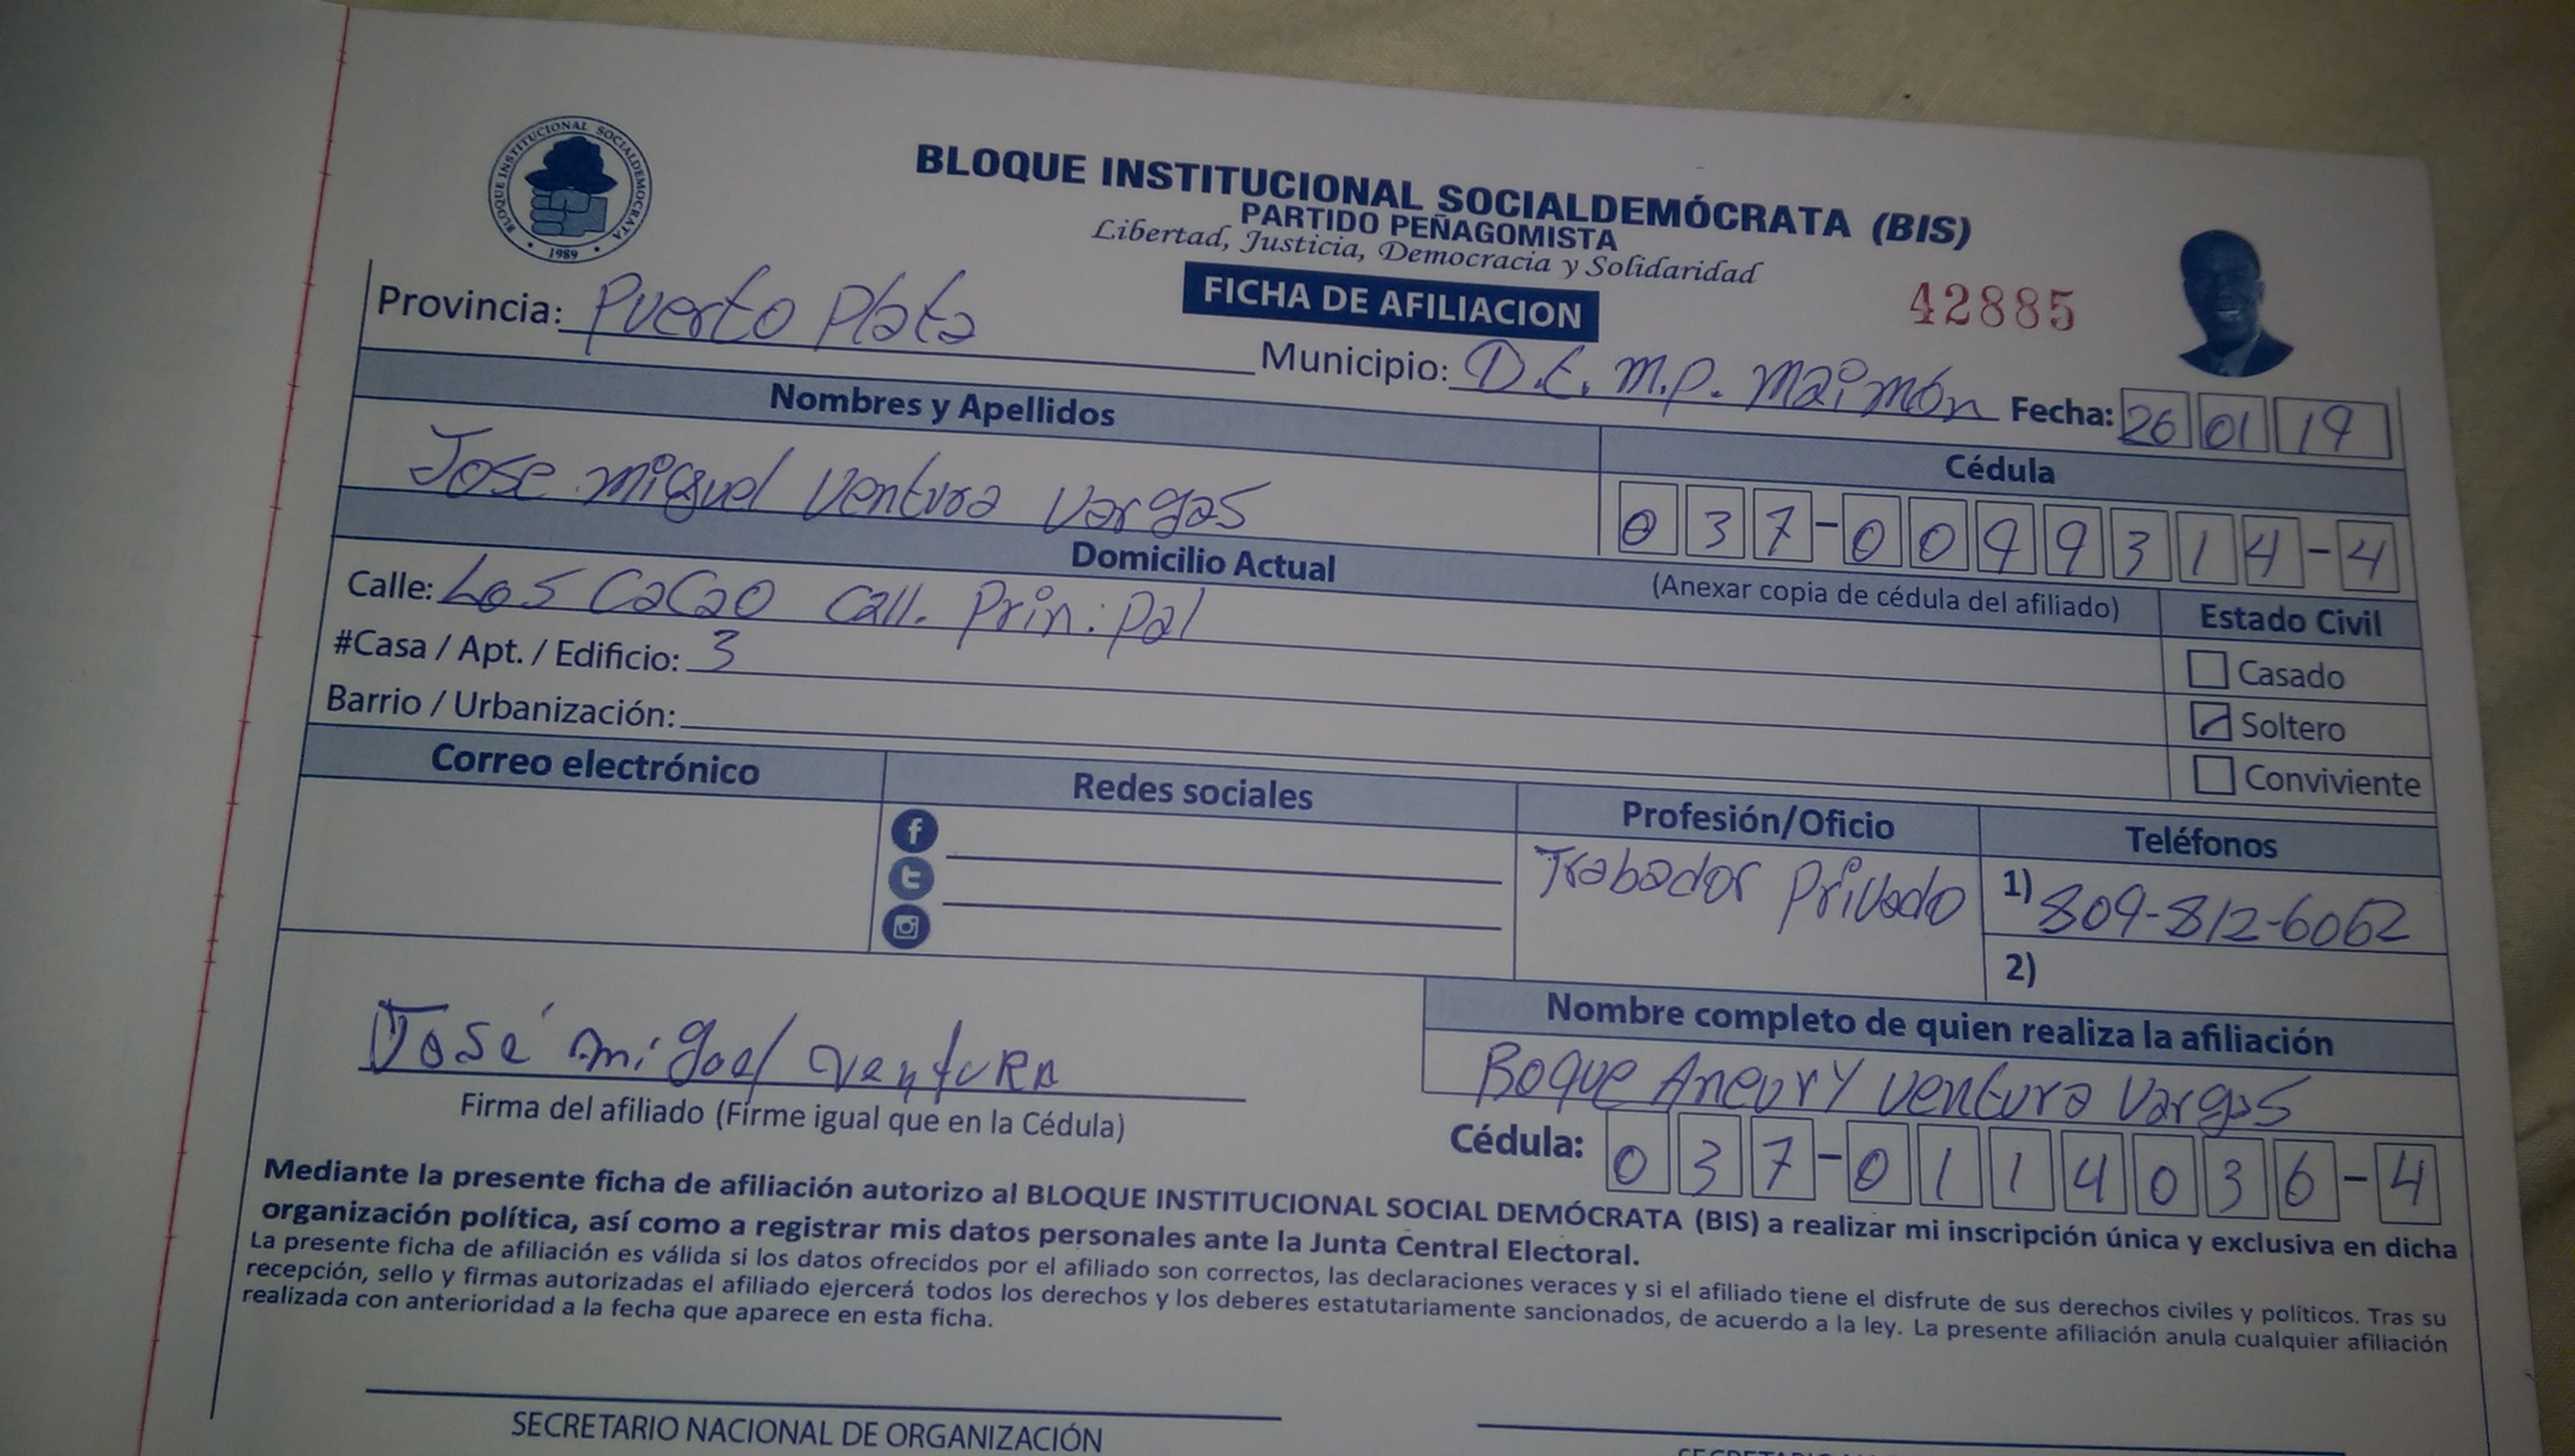 BLOQUE INSTITUCIONAL SOCIALDEMOCRATA
1989
BLOQUE INSTITUCIONAL SOCIALDEMÓCRATA (BIS)
PARTIDO PEÑAGOMISTA
Libertad, Justicia, Democracia y Solidaridad
FICHA DE AFILIACION
42885
Provincia: Puerto Plata
Municipio: D.E. M.P. Maimón Fecha: 26 01 19
Nombres y Apellidos
Cédula
Jose miguel Ventura Vargas
037-0099314-4
Domicilio Actual
(Anexar copia de cédula del afiliado)
Estado Civil
Calle: Los Cacao Call. Prin.pal
#Casa / Apt. / Edificio: 3
Barrio / Urbanización:
Casado
Soltero
Conviviente
Correo electrónico
Redes sociales
Profesión/Oficio
Teléfonos
Trabador Privado
1) 809-812-6062
2)
José miguel ventura
Firma del afiliado (Firme igual que en la Cédula)
Nombre completo de quien realiza la afiliación
Roque Aneury Ventura Vargas
Cédula: 037-0114036-4
Mediante la presente ficha de afiliación autorizo al BLOQUE INSTITUCIONAL SOCIAL DEMÓCRATA (BIS) a realizar mi inscripción única y exclusiva en dicha
organización política, así como a registrar mis datos personales ante la Junta Central Electoral.
La presente ficha de afiliación es válida si los datos ofrecidos por el afiliado son correctos, las declaraciones veraces y si el afiliado tiene el disfrute de sus derechos civiles y políticos. Tras su
recepción, sello y firmas autorizadas el afiliado ejercerá todos los derechos y los deberes estatutariamente sancionados, de acuerdo a la ley. La presente afiliación anula cualquier afiliación
realizada con anterioridad a la fecha que aparece en esta ficha.
SECRETARIO NACIONAL DE ORGANIZACIÓN